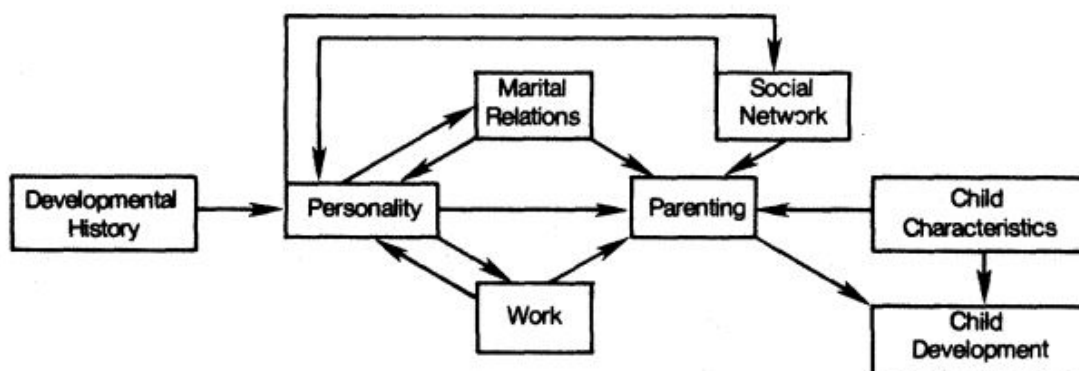 Marital
Relations
Social
Network
Developmental
History
Personality
Parenting
Child
Characteristics
Work
Child
Development